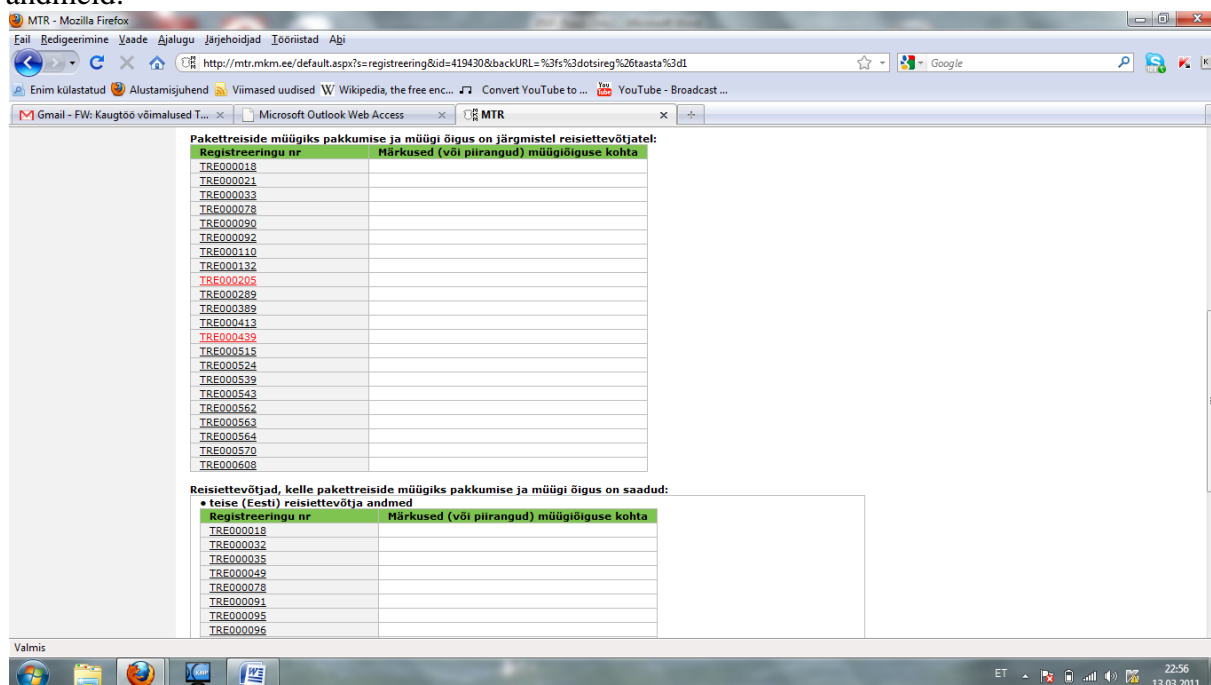 andmeid.
MTR - Mozilla Firefox
Fail Redigeerimine Vaade Ajalugu Järjehoidjad Tööriistad Abi
http://mtr.mkm.ee/default.aspx?s=registreering&id=419430&backURL=%3fs%3dotsireg%26taasta%3d1
Google
Enim külastatud Alustamisjuhend Viimased uudised Wikipedia, the free enc... Convert YouTube to ... YouTube - Broadcast ...
Gmail - FW: Kaugtöö võimalused T... Microsoft Outlook Web Access MTR
Pakettreiside müügiks pakkumise ja müügi õigus on järgmistel reisiettevõtjatel:
Registreeringu nr Märkused (või piirangud) müügiõiguse kohta
TRE000018
TRE000021
TRE000033
TRE000078
TRE000090
TRE000092
TRE000110
TRE000132
TRE000205
TRE000289
TRE000389
TRE000413
TRE000439
TRE000515
TRE000524
TRE000539
TRE000543
TRE000562
TRE000563
TRE000564
TRE000570
TRE000608
Reisiettevõtjad, kelle pakettreiside müügiks pakkumise ja müügi õigus on saadud:
• teise (Eesti) reisiettevõtja andmed
Registreeringu nr Märkused (või piirangud) müügiõiguse kohta
TRE000018
TRE000032
TRE000035
TRE000049
TRE000078
TRE000091
TRE000095
TRE000096
Valmis
ET 22:56
13.03.2011